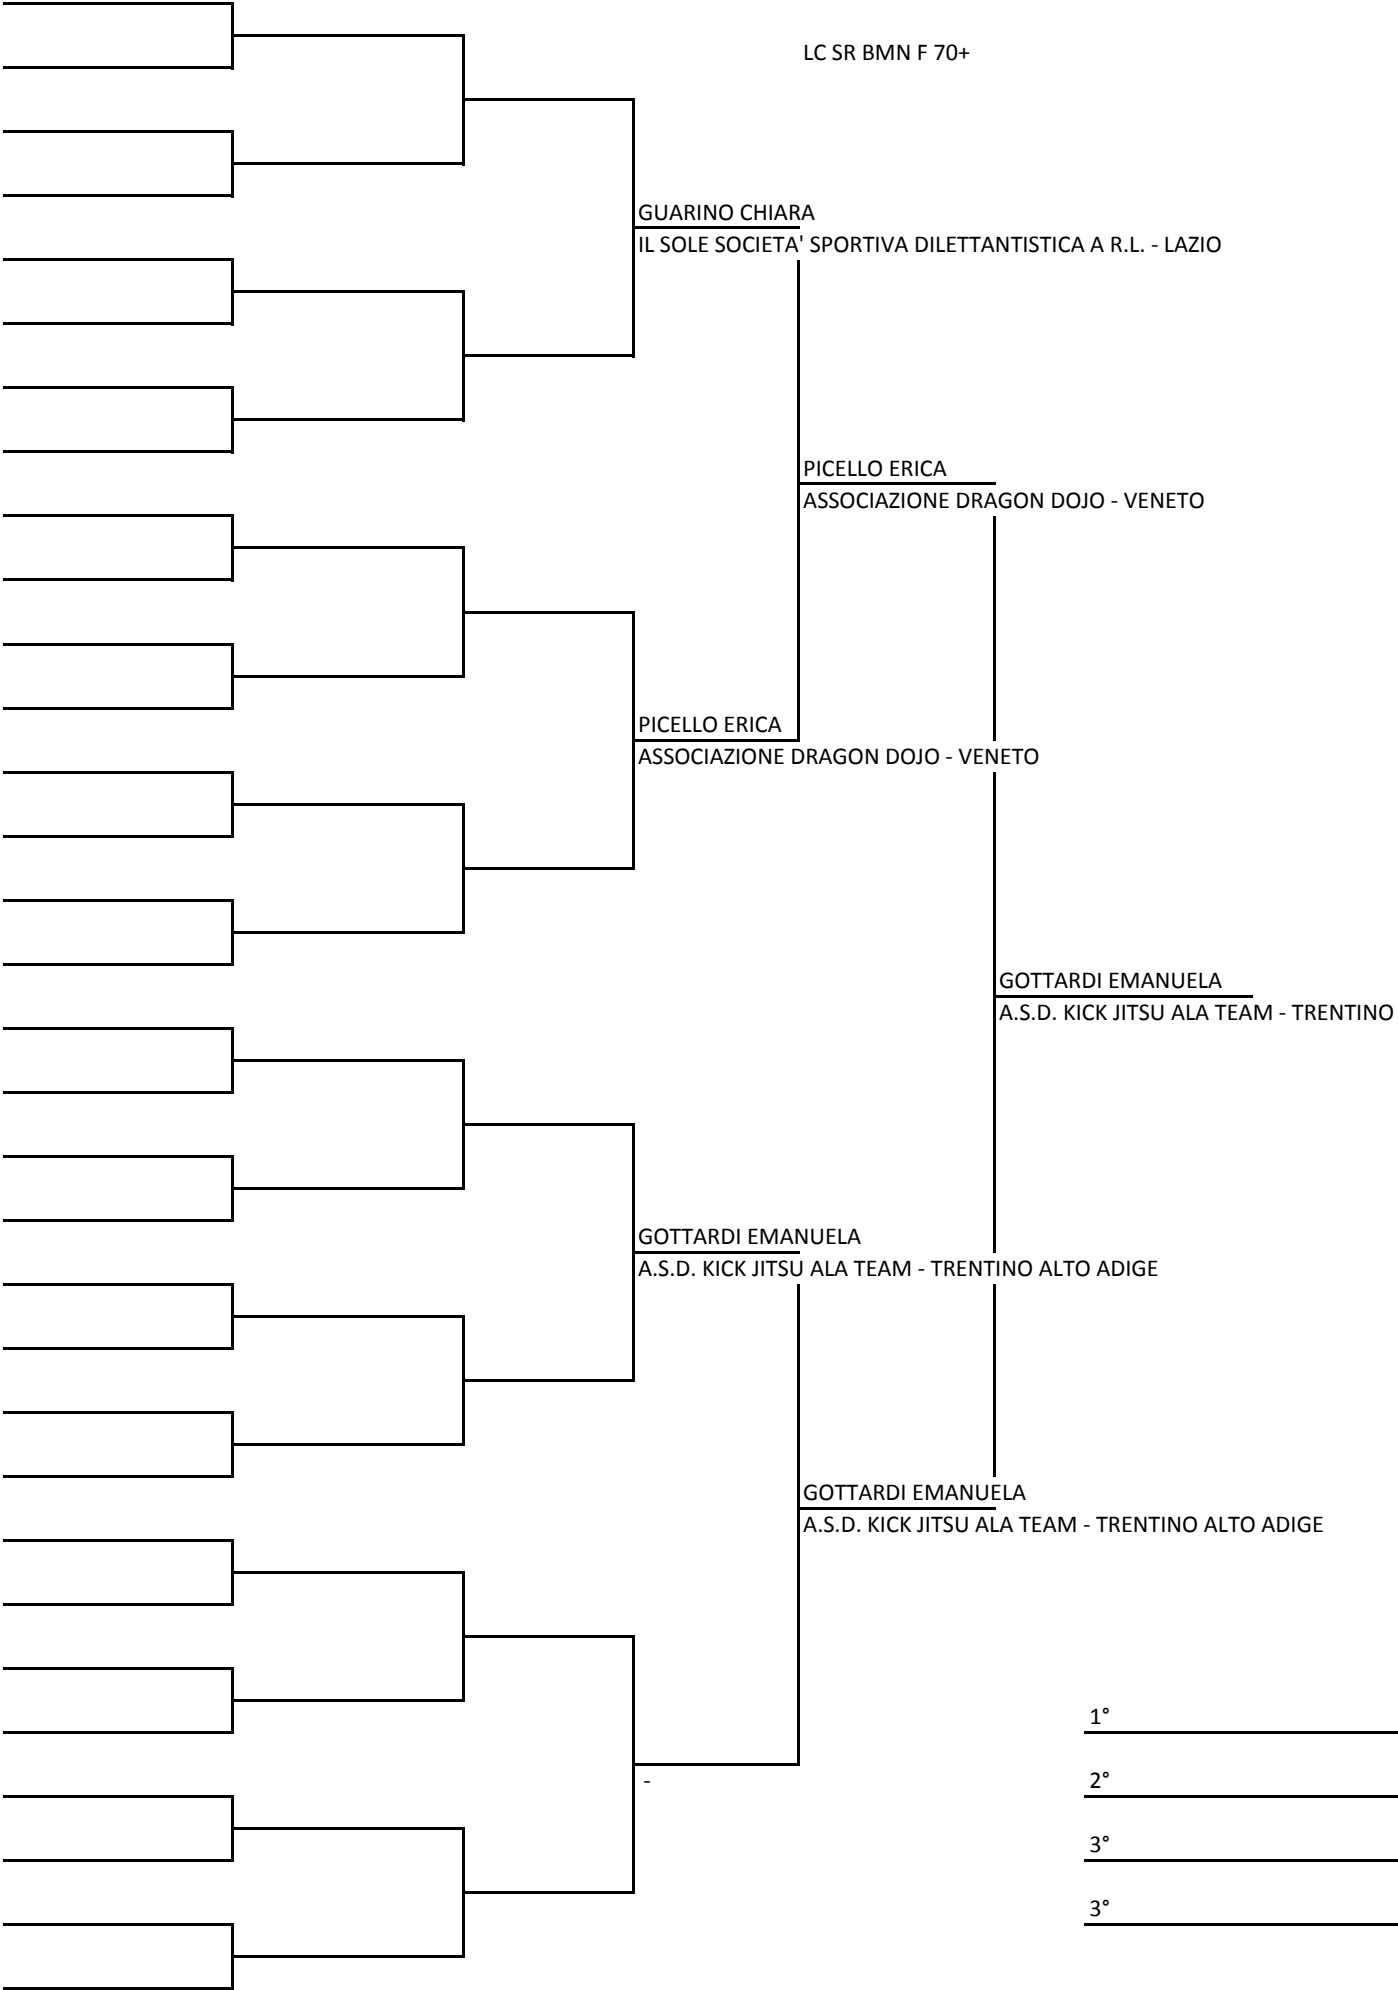 LC SR BMN F 70+
GUARINO CHIARA
IL SOLE SOCIETA' SPORTIVA DILETTANTISTICA A R.L. - LAZIO
PICELLO ERICA
ASSOCIAZIONE DRAGON DOJO - VENETO
PICELLO ERICA
ASSOCIAZIONE DRAGON DOJO - VENETO
GOTTARDI EMANUELA
A.S.D. KICK JITSU ALA TEAM - TRENTINO
GOTTARDI EMANUELA
A.S.D. KICK JITSU ALA TEAM - TRENTINO ALTO ADIGE
GOTTARDI EMANUELA
A.S.D. KICK JITSU ALA TEAM - TRENTINO ALTO ADIGE
1°
-
2°
3°
3°